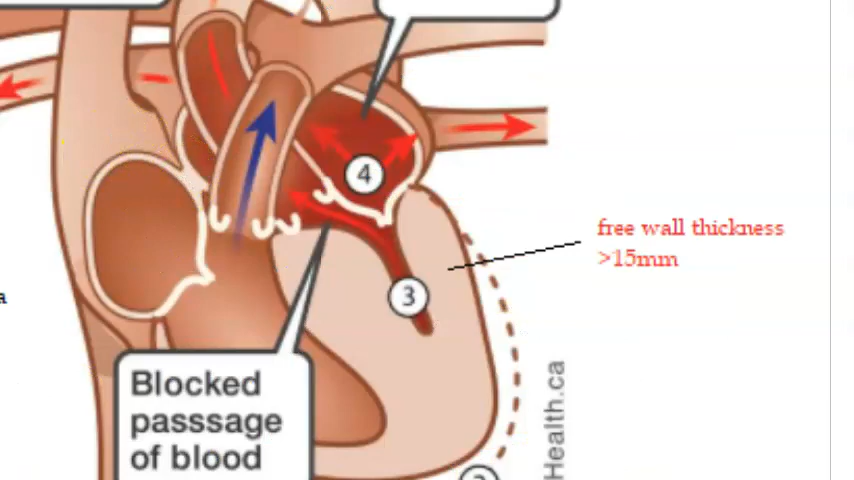 4
free wall thickness
>15mm
3
a
Blocked
passsage
of blood
Health.ca